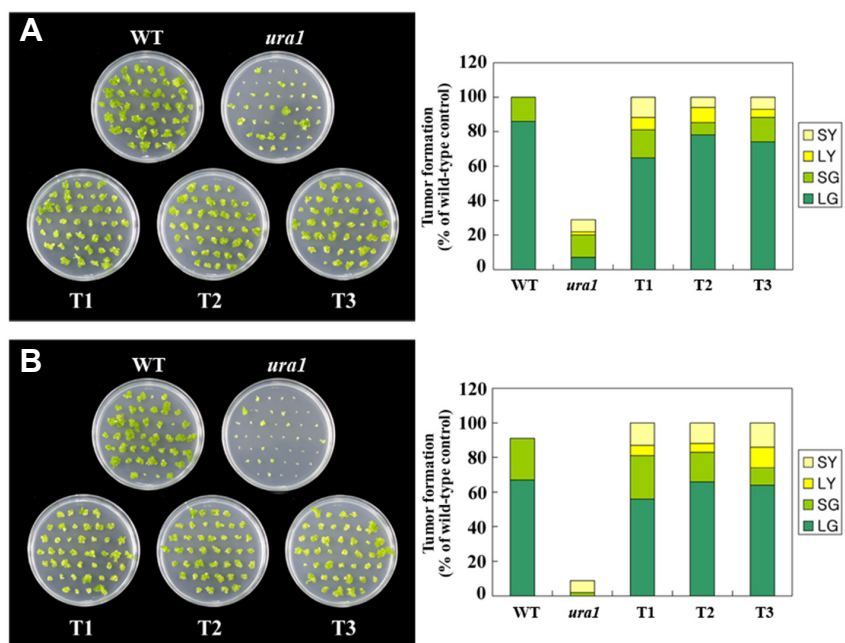 A
WT
ura1
T1
T2
T3
Tumor formation
(% of wild-type control)
120
100
80
60
40
20
0
WT
ura1
T1
T2
T3
SY
LY
SG
LG
B
WT
ura1
T1
T2
T3
Tumor formation
(% of wild-type control)
120
100
80
60
40
20
0
WT
ura1
T1
T2
T3
SY
LY
SG
LG